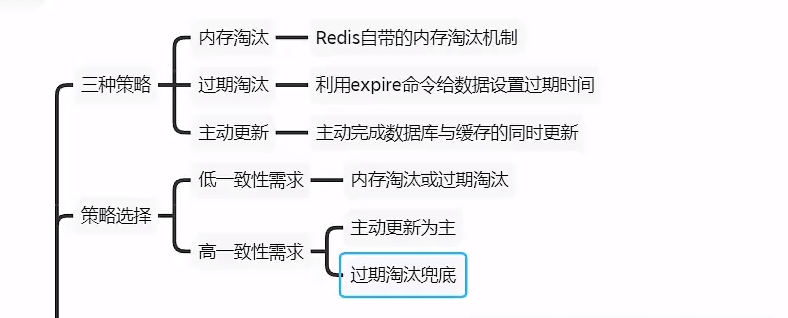 三种策略
内存淘汰
Redis自带的内存淘汰机制
过期淘汰
利用expire命令给数据设置过期时间
主动更新
主动完成数据库与缓存的同时更新
策略选择
低一致性需求
内存淘汰或过期淘汰
高一致性需求
主动更新为主
过期淘汰兜底